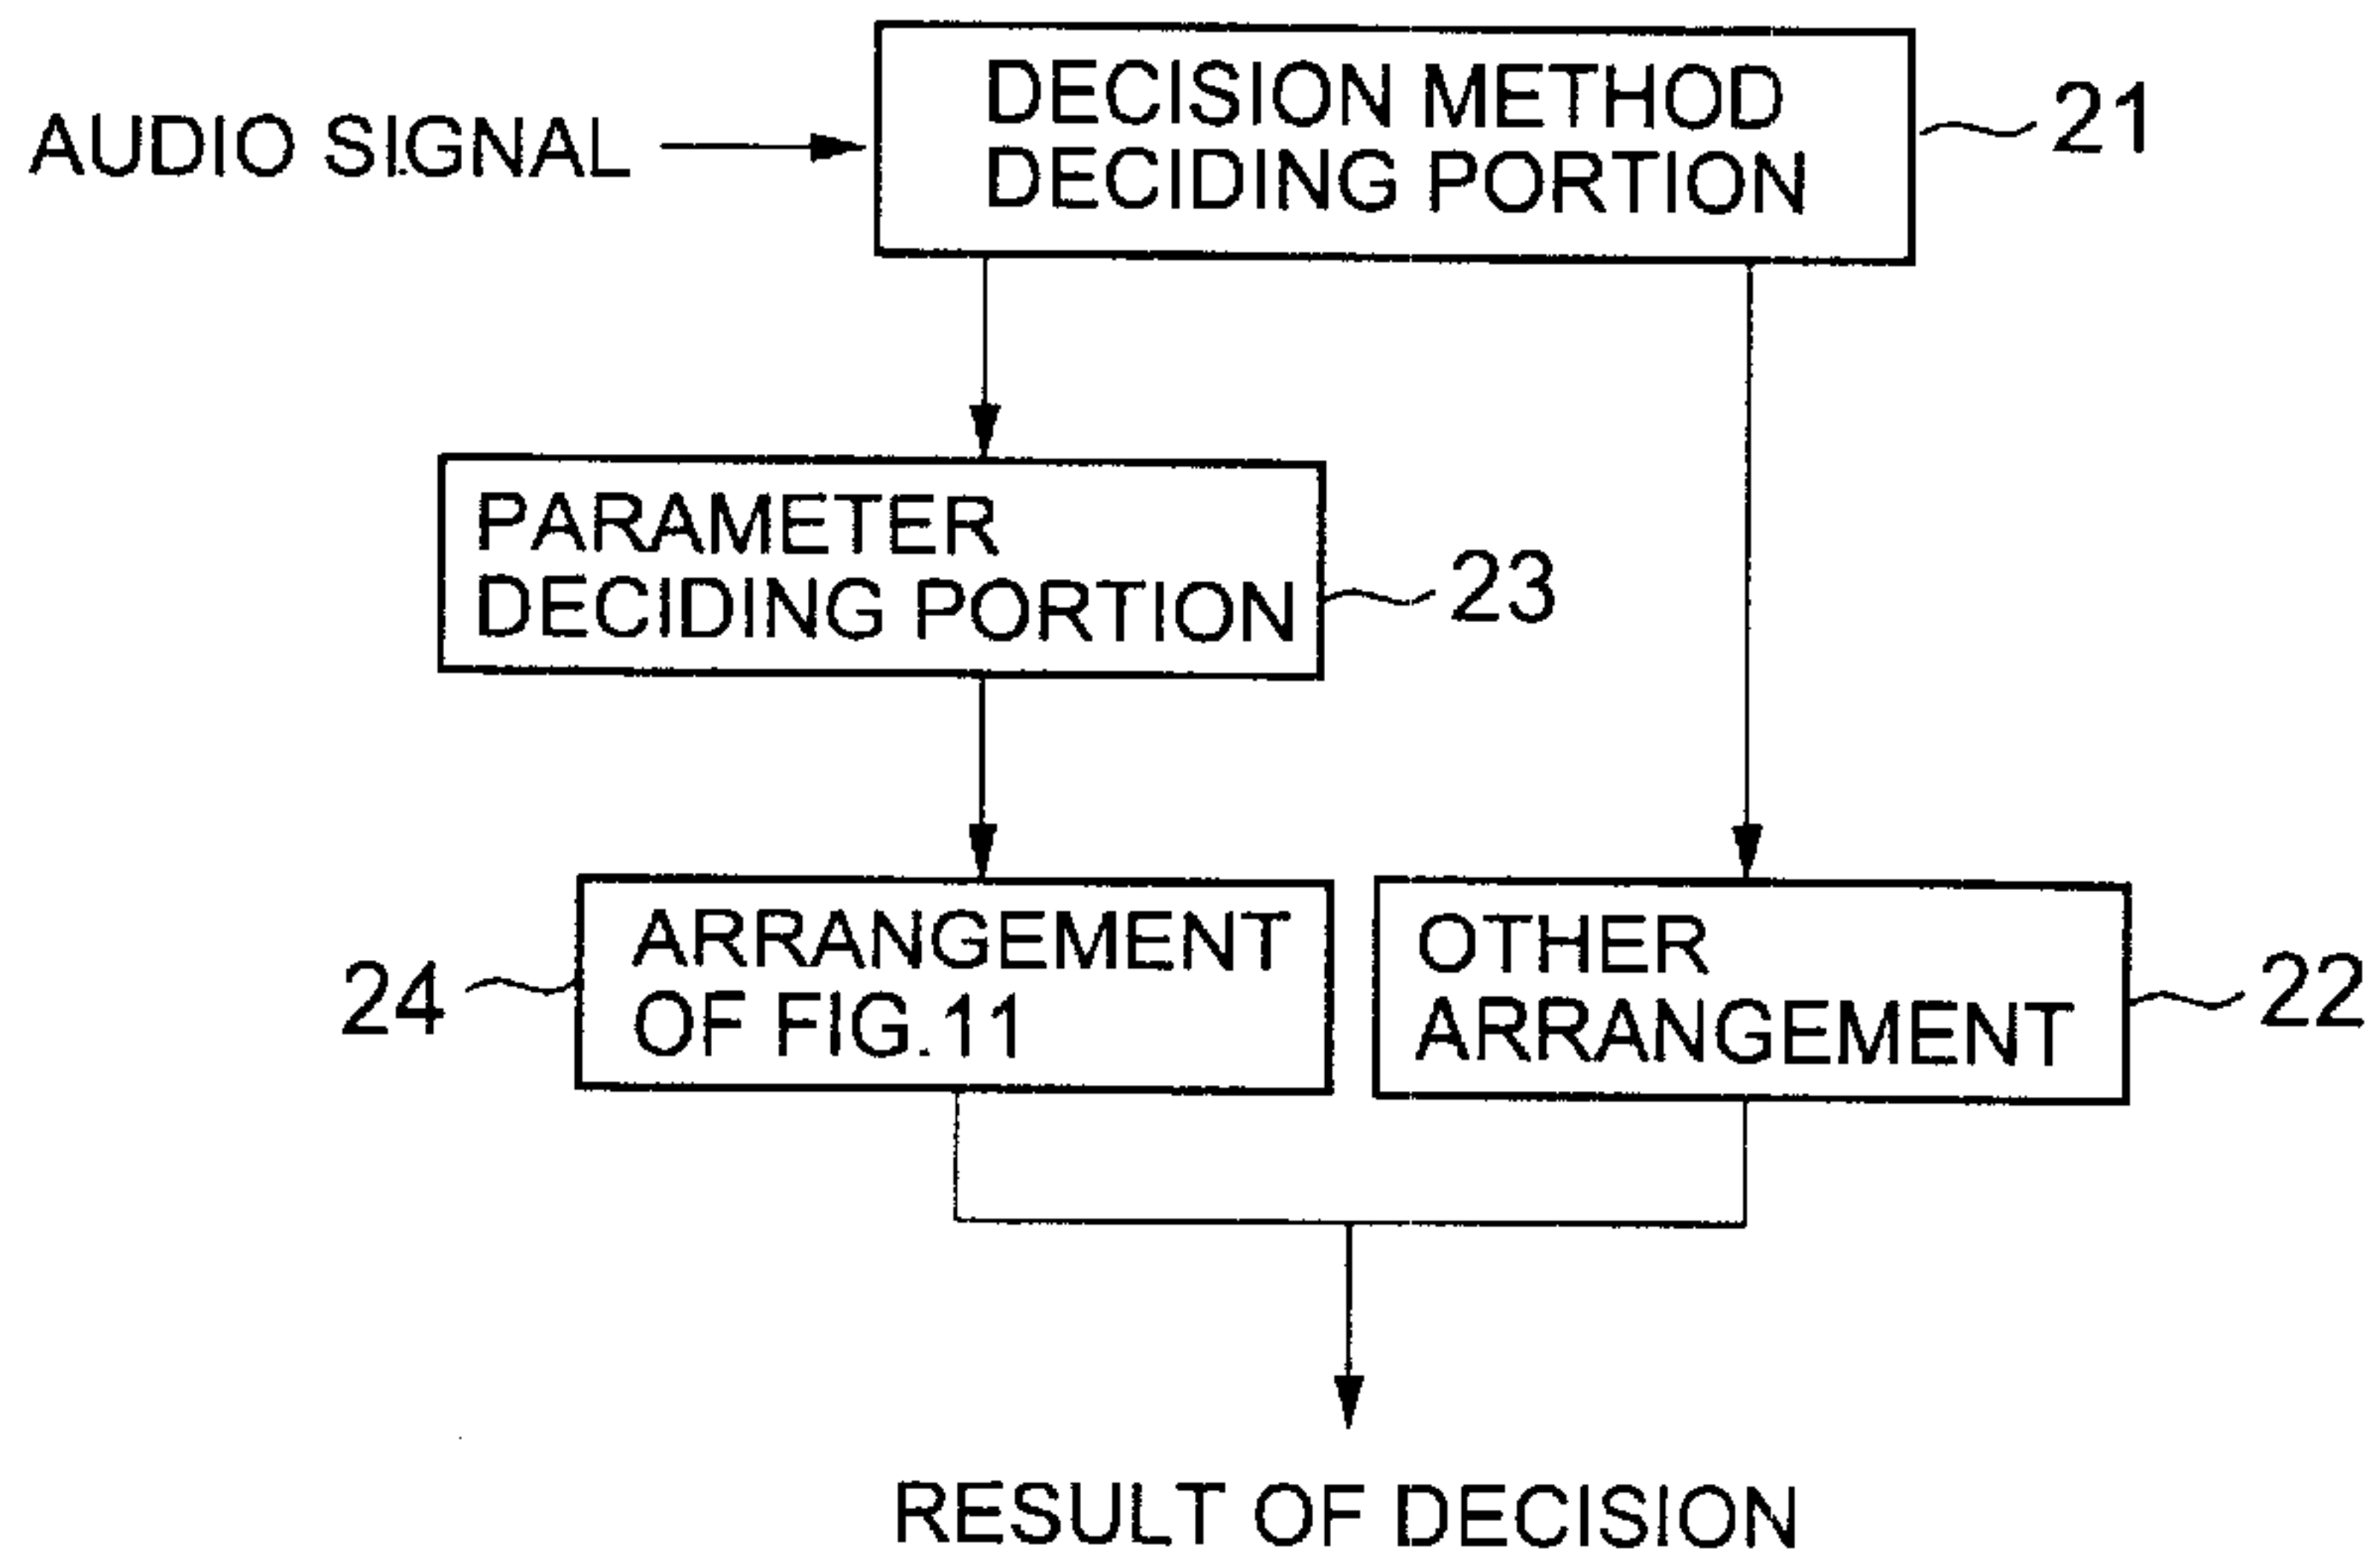 DECISION METHOD
DECIDING PORTION
21
AUDIO SIGNAL
PARAMETER
DECIDING PORTION
23
ARRANGEMENT
OF FIG. 11
24
OTHER
ARRANGEMENT
22
RESULT OF DECISION